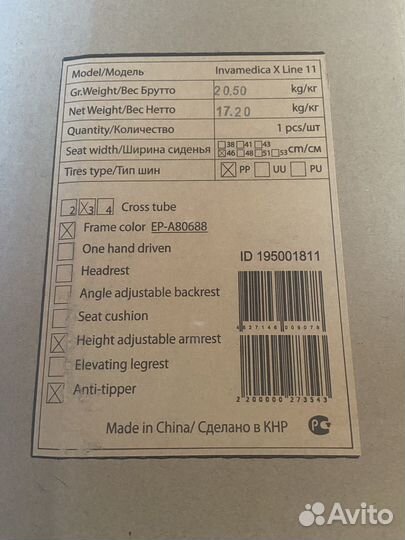 Model/Модель Invamedica X Line 11
Gr.Weight/Вес Брутто 20.50 kg/кг
Net Weight/Вес Нетто 17.20 kg/кг
Quantity/Количество 1 pcs/шт
Seat width/Ширина сиденья 38 41 43 46 48 51 53 cm/см
Tires type/Тип шин PP UU PU
2 3 4 Cross tube
Frame color EP-A80688
One hand driven
ID 195001811
Headrest
Angle adjustable backrest
Seat cushion
4627146 009078
Height adjustable armrest
Elevating legrest
Anti-tipper
2200000 273543
Made in China/ Сделано в КНР
Avito